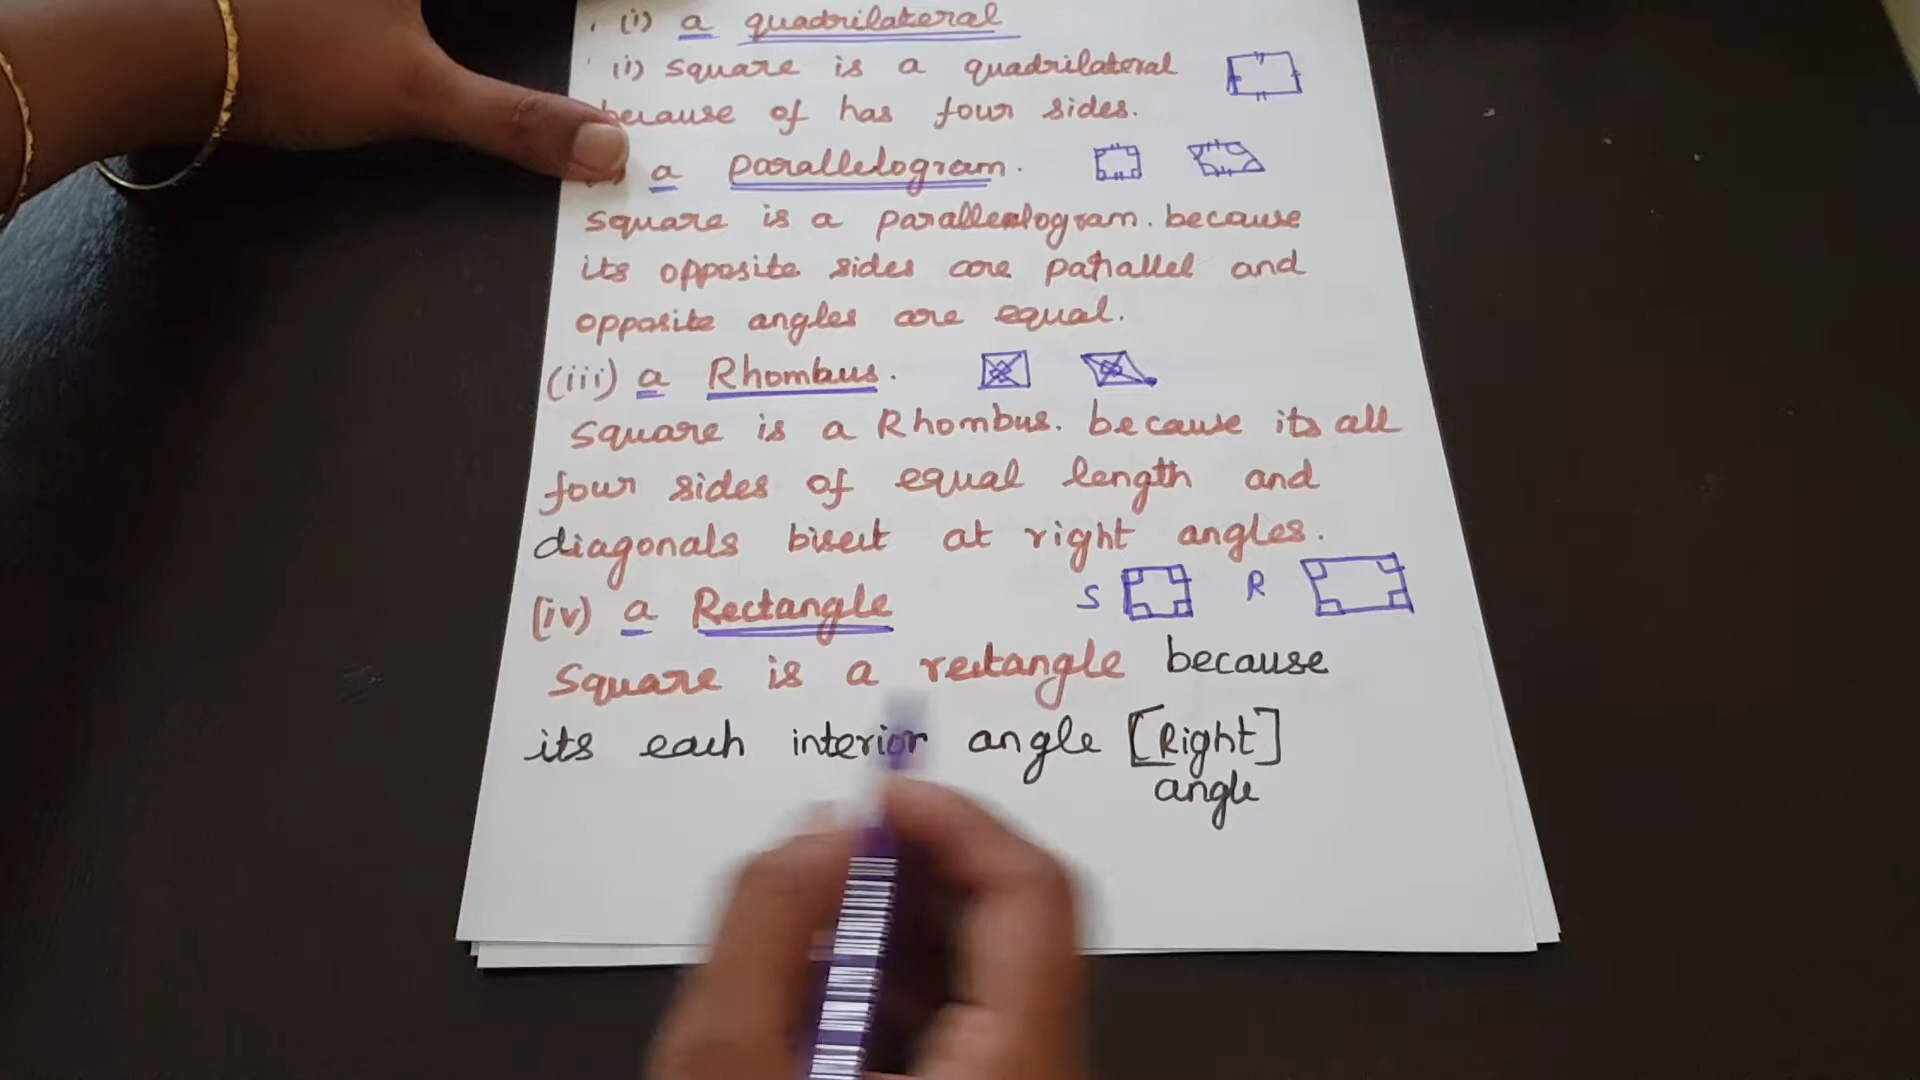 (i) a quadrilateral
(i) Square is a quadrilateral
because of has four sides.
a parallelogram.
Square is a parallelogram. because
its opposite sides are parallel and
opposite angles are equal.
(iii) a Rhombus.
Square is a Rhombus. because its all
four sides of equal length and
diagonals bisect at right angles.
(iv) a Rectangle
S R
Square is a rectangle because
its each interior angle [Right]
angle